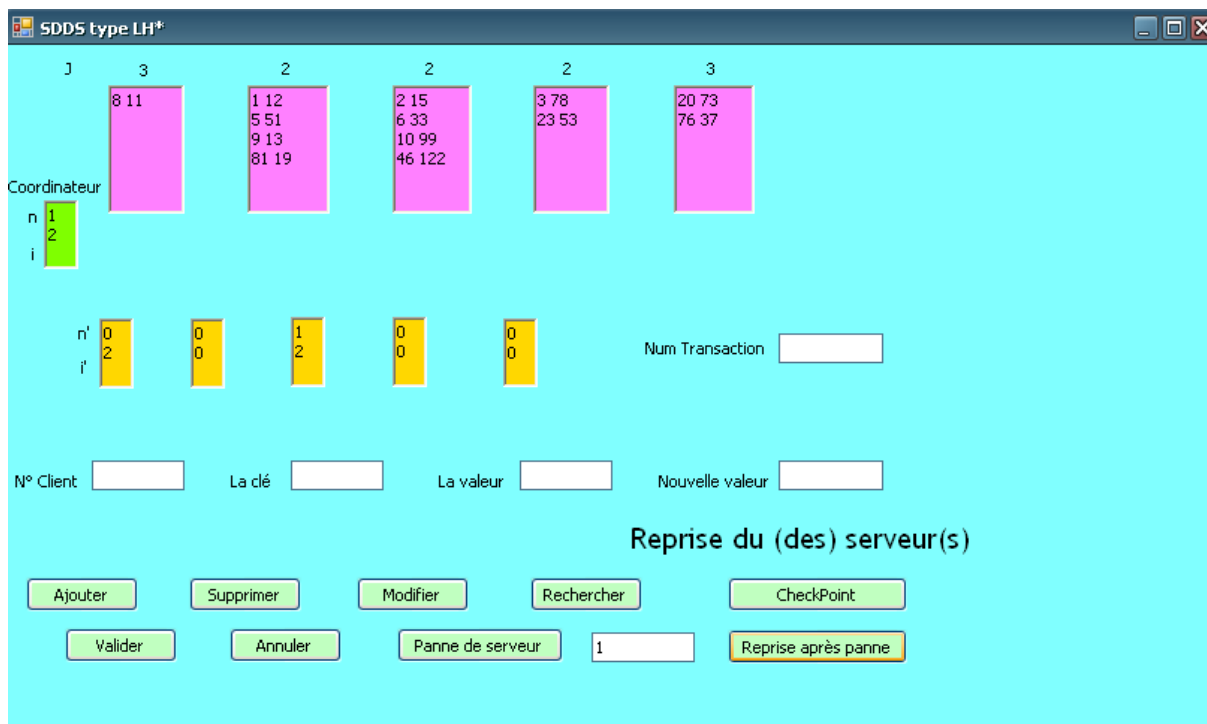 SDDS type LH*
J 3 2 2 2 3
8 11 1 12 2 15 3 78 20 73
5 51 6 33 23 53 76 37
9 13 10 99
81 19 46 122
Coordinateur
n 1
i 2
n' 0 0 1 0 0
i' 2 0 2 0 0
Num Transaction
N° Client La clé La valeur Nouvelle valeur
Reprise du (des) serveur(s)
Ajouter Supprimer Modifier Rechercher CheckPoint
Valider Annuler Panne de serveur 1 Reprise après panne